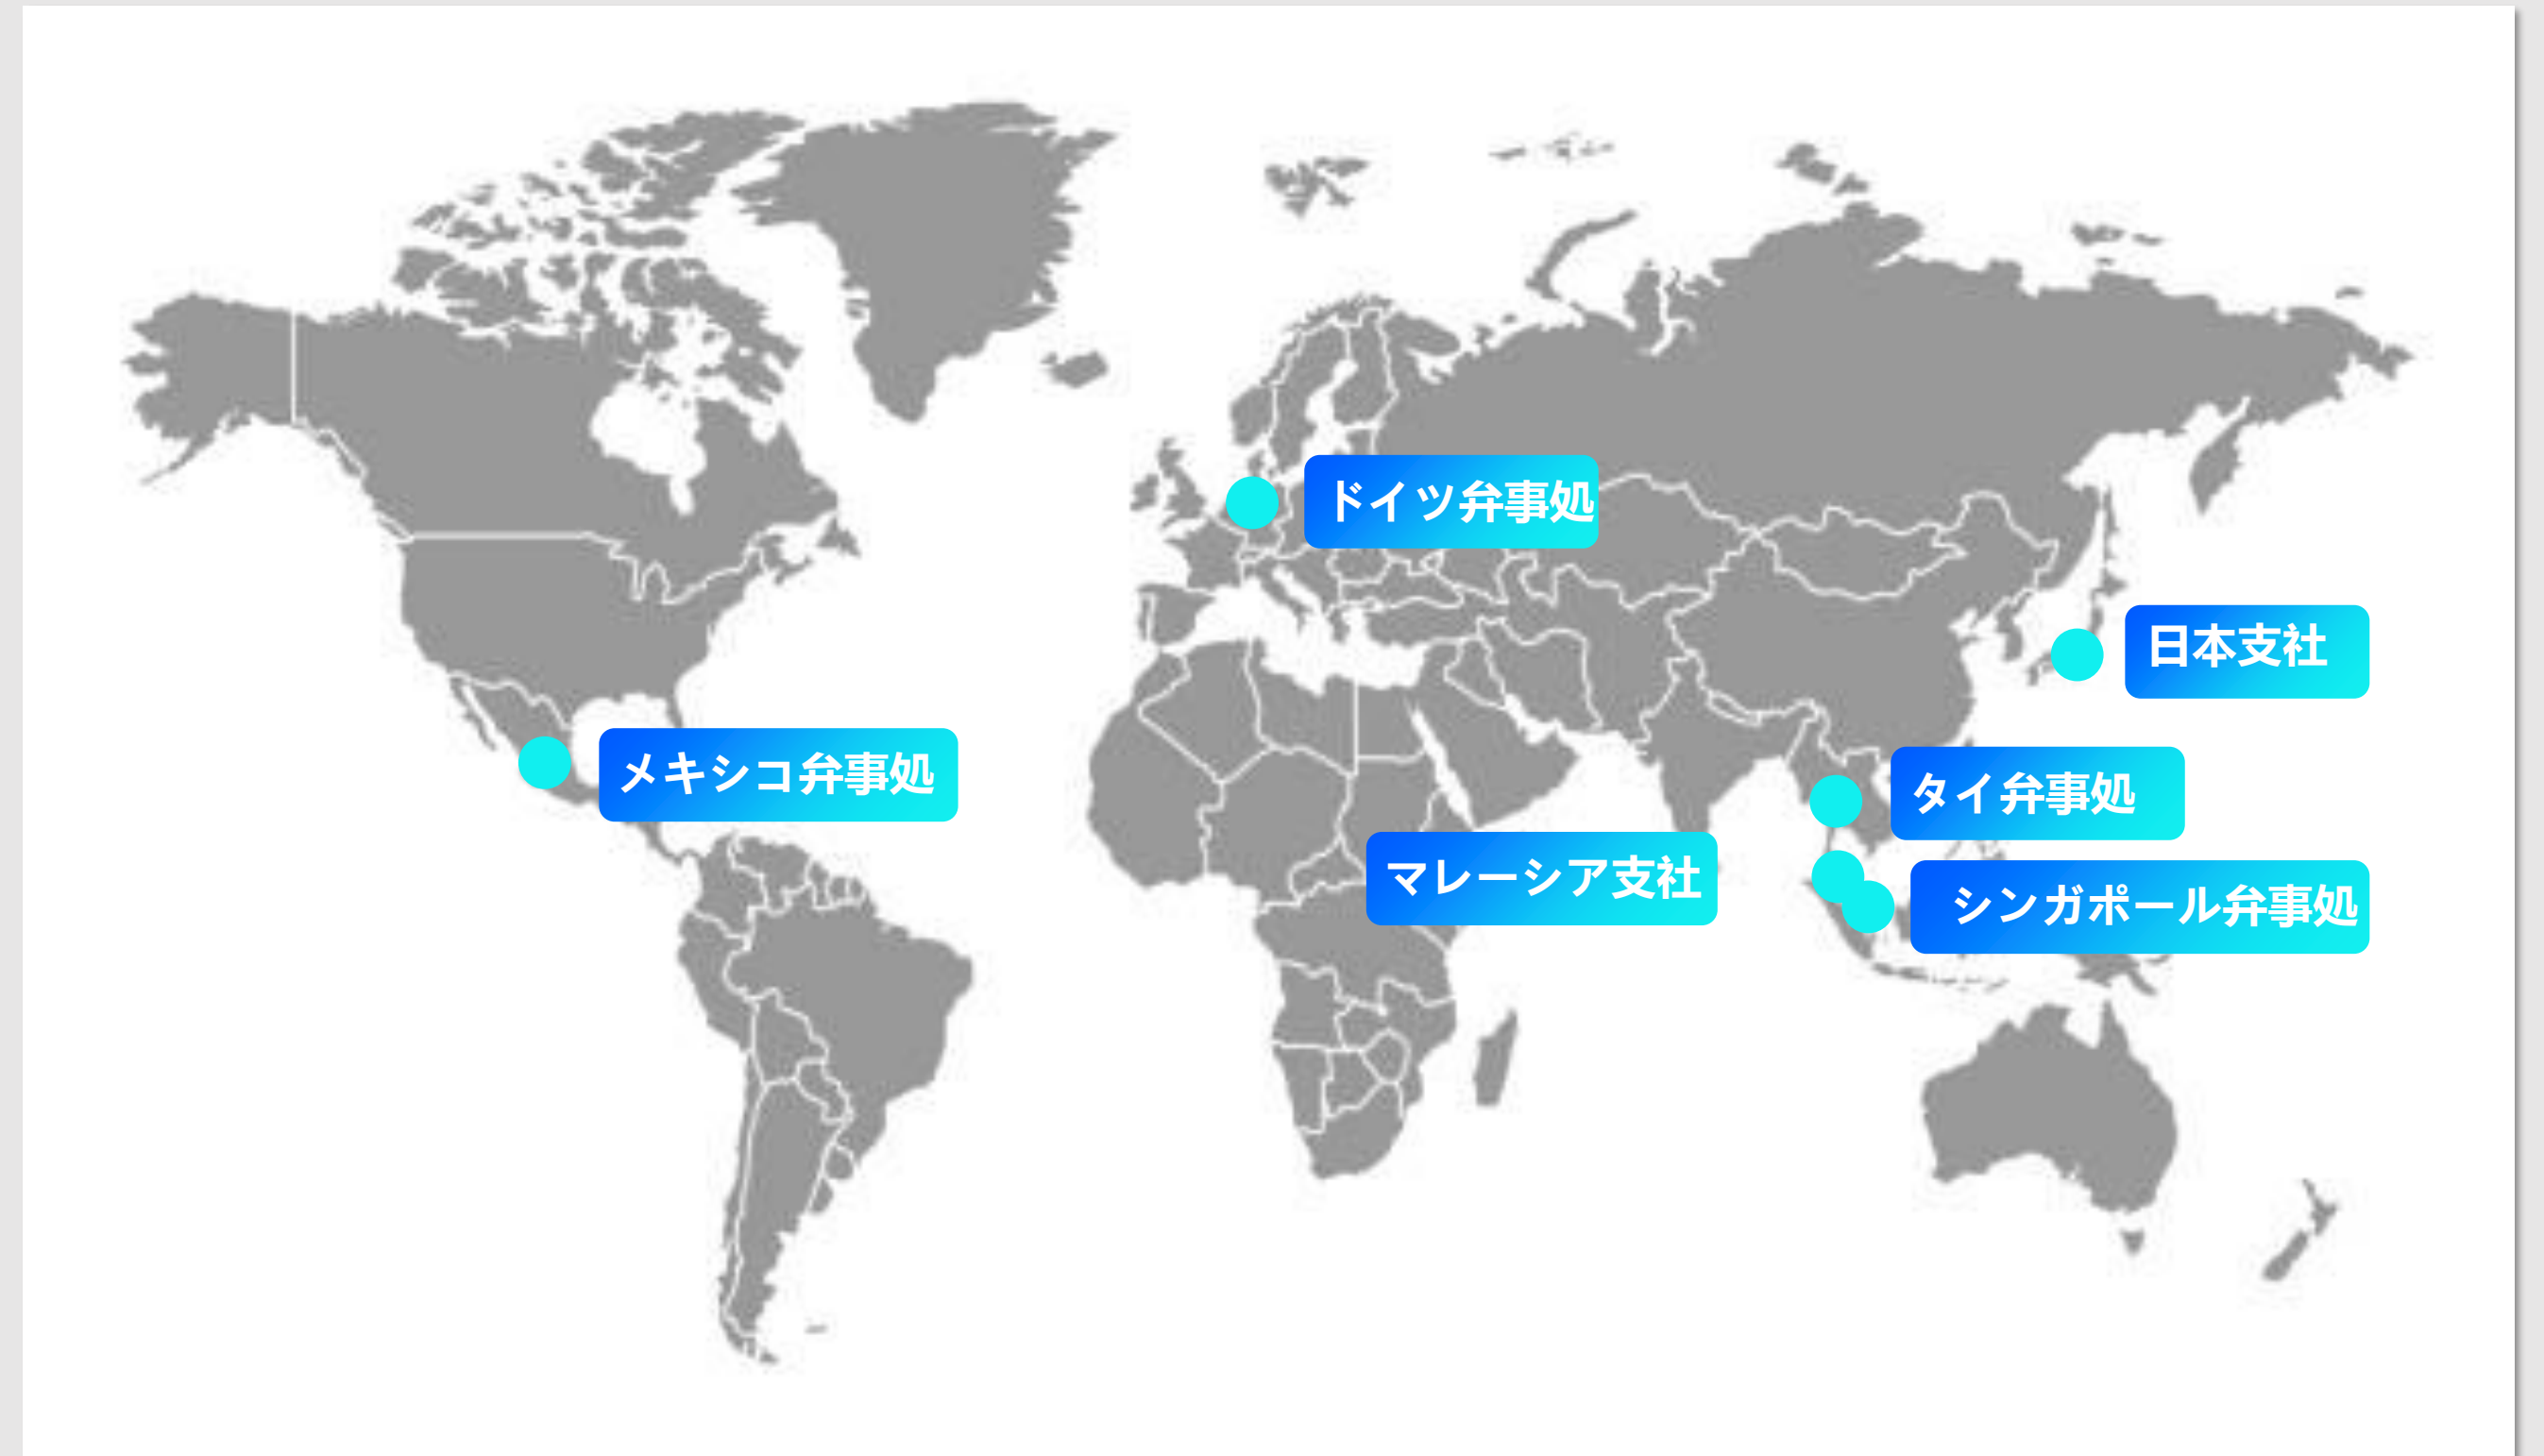 ドイツ弁事処
日本支社
メキシコ弁事処
タイ弁事処
マレーシア支社
シンガポール弁事処